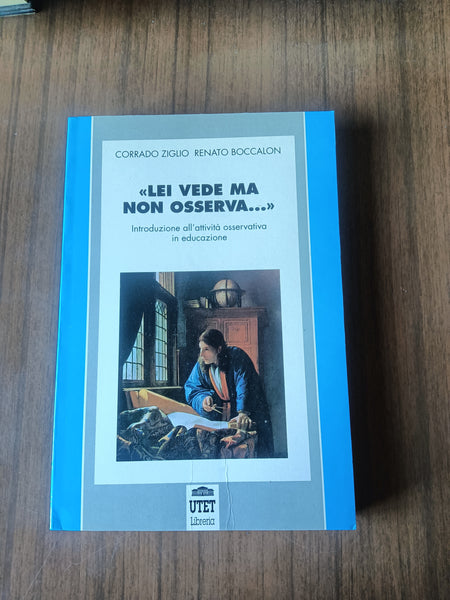 CORRADO ZIGLIO RENATO BOCCALON
«LEI VEDE MA
NON OSSERVA...»
Introduzione all'attività osservativa
in educazione
UTET
Libreria